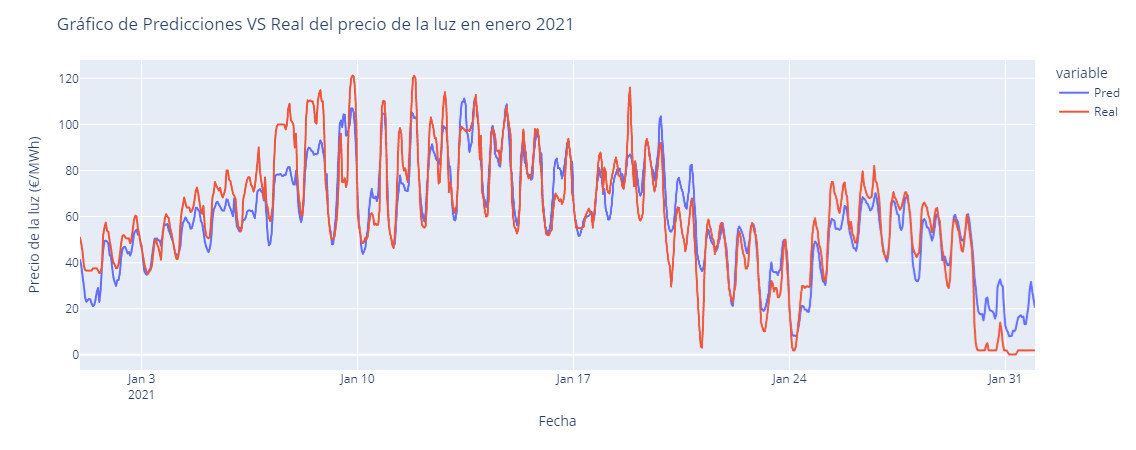 Gráfico de Predicciones VS Real del precio de la luz en enero 2021
variable
Pred
Real
Precio de la luz (€/MWh)
120
100
80
60
40
20
0
Jan 3
2021
Jan 10
Jan 17
Jan 24
Jan 31
Fecha